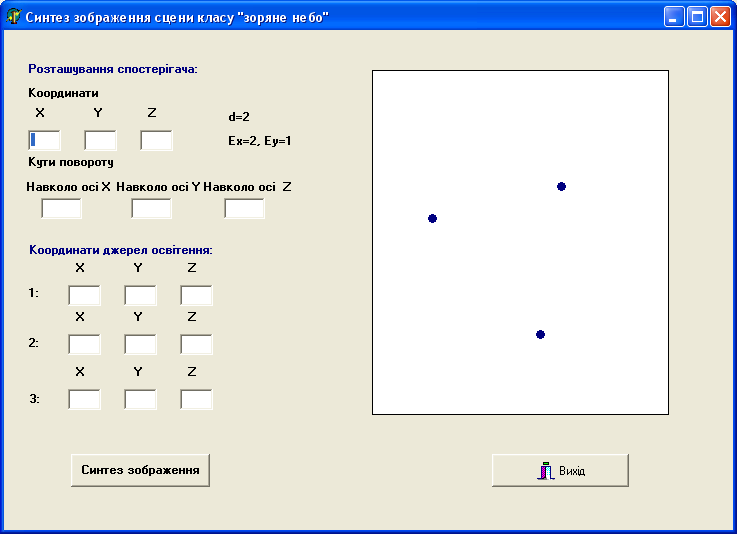 Синтез зображення сцени класу "зоряне небо"
Розташування спостерігача:
Координати
X Y Z
d=2
Ex=2, Ey=1
Кути повороту
Навколо осі X Навколо осі Y Навколо осі Z
Координати джерел освітення:
X Y Z
1:
X Y Z
2:
X Y Z
3:
Синтез зображення
Вихід